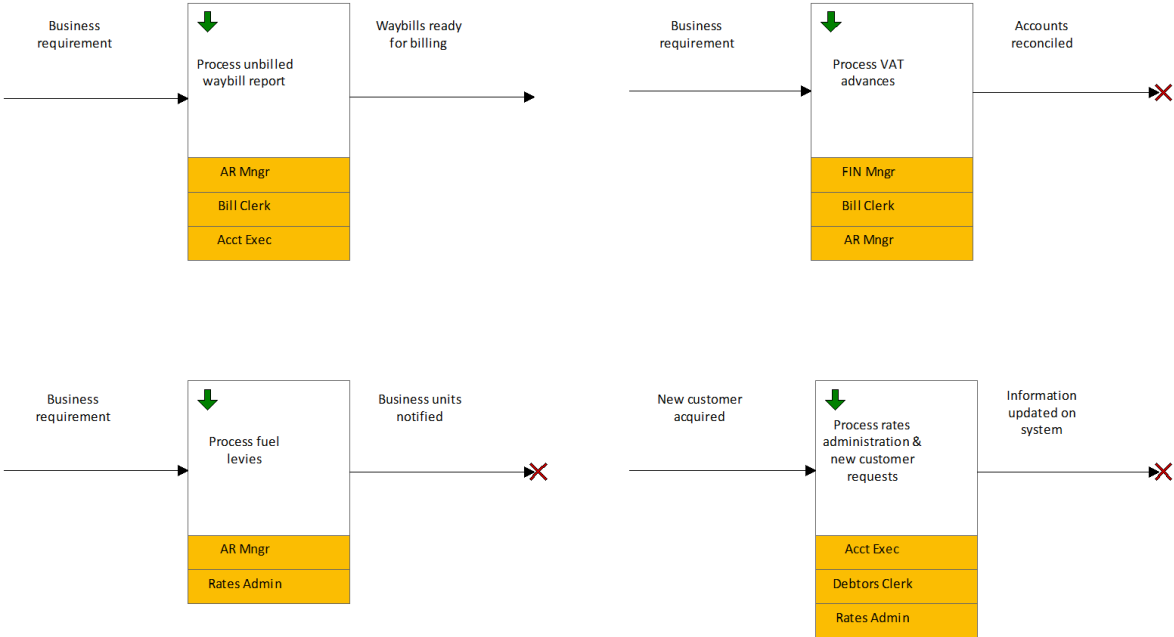 Business
requirement
Process unbilled
waybill report
Waybills ready
for billing
AR Mngr
Bill Clerk
Acct Exec
Business
requirement
Process VAT
advances
Accounts
reconciled
FIN Mngr
Bill Clerk
AR Mngr
Business
requirement
Process fuel
levies
Business units
notified
AR Mngr
Rates Admin
New customer
acquired
Process rates
administration &
new customer
requests
Information
updated on
system
Acct Exec
Debtors Clerk
Rates Admin